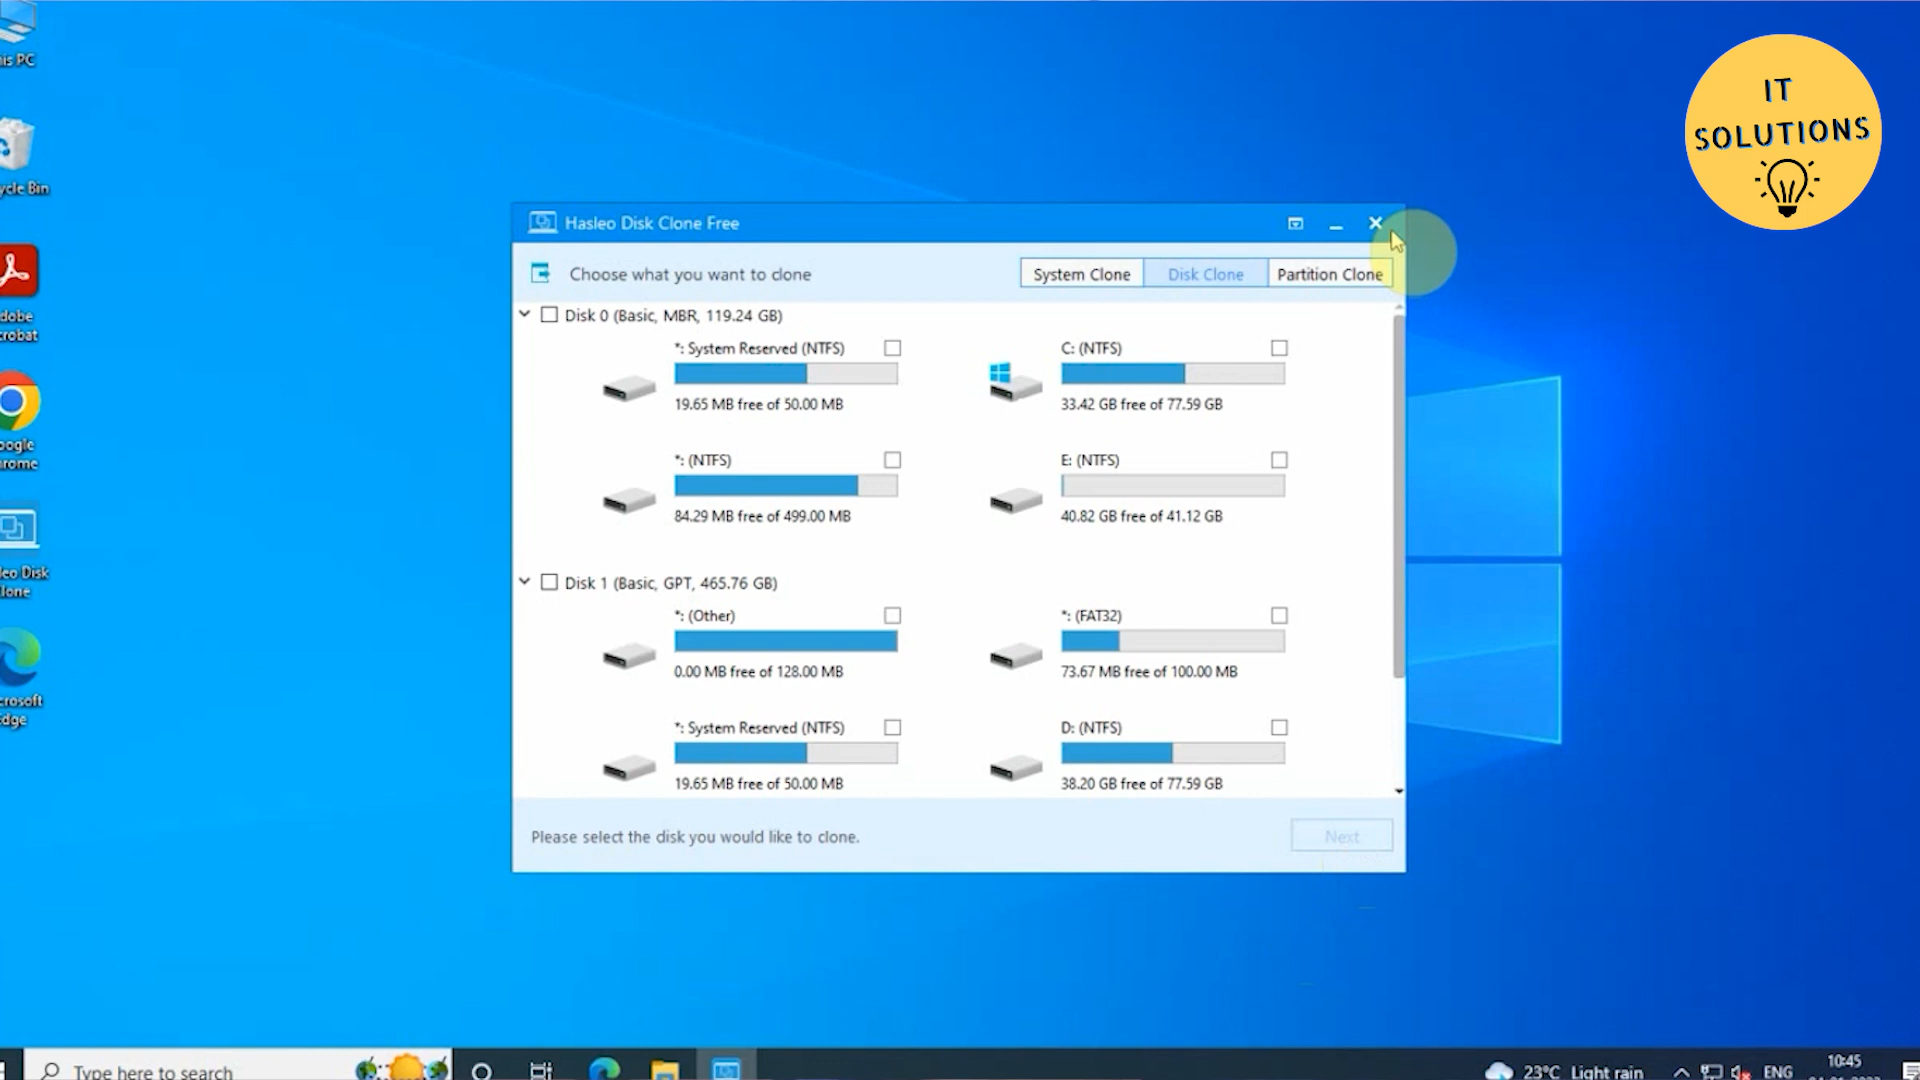 his PC
ycle Bin
dobe
crobat
oogle
rome
leo Disk
lone
crosoft
Edge
IT
SOLUTIONS
Hasleo Disk Clone Free
Choose what you want to clone
System Clone
Disk Clone
Partition Clone
Disk 0 (Basic, MBR, 119.24 GB)
*: System Reserved (NTFS)
19.65 MB free of 50.00 MB
C: (NTFS)
33.42 GB free of 77.59 GB
*: (NTFS)
84.29 MB free of 499.00 MB
E: (NTFS)
40.82 GB free of 41.12 GB
Disk 1 (Basic, GPT, 465.76 GB)
*: (Other)
0.00 MB free of 128.00 MB
*: (FAT32)
73.67 MB free of 100.00 MB
*: System Reserved (NTFS)
19.65 MB free of 50.00 MB
D: (NTFS)
38.20 GB free of 77.59 GB
Please select the disk you would like to clone.
Next
Type here to search
23°C Light rain
ENG
10:45